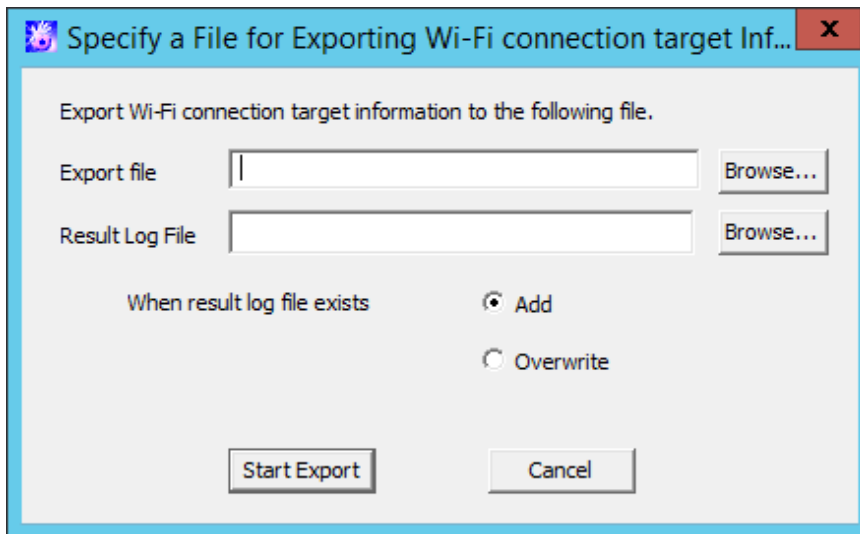 Specify a File for Exporting Wi-Fi connection target Inf...
Export Wi-Fi connection target information to the following file.
Export file
Browse...
Result Log File
Browse...
When result log file exists
Add
Overwrite
Start Export
Cancel